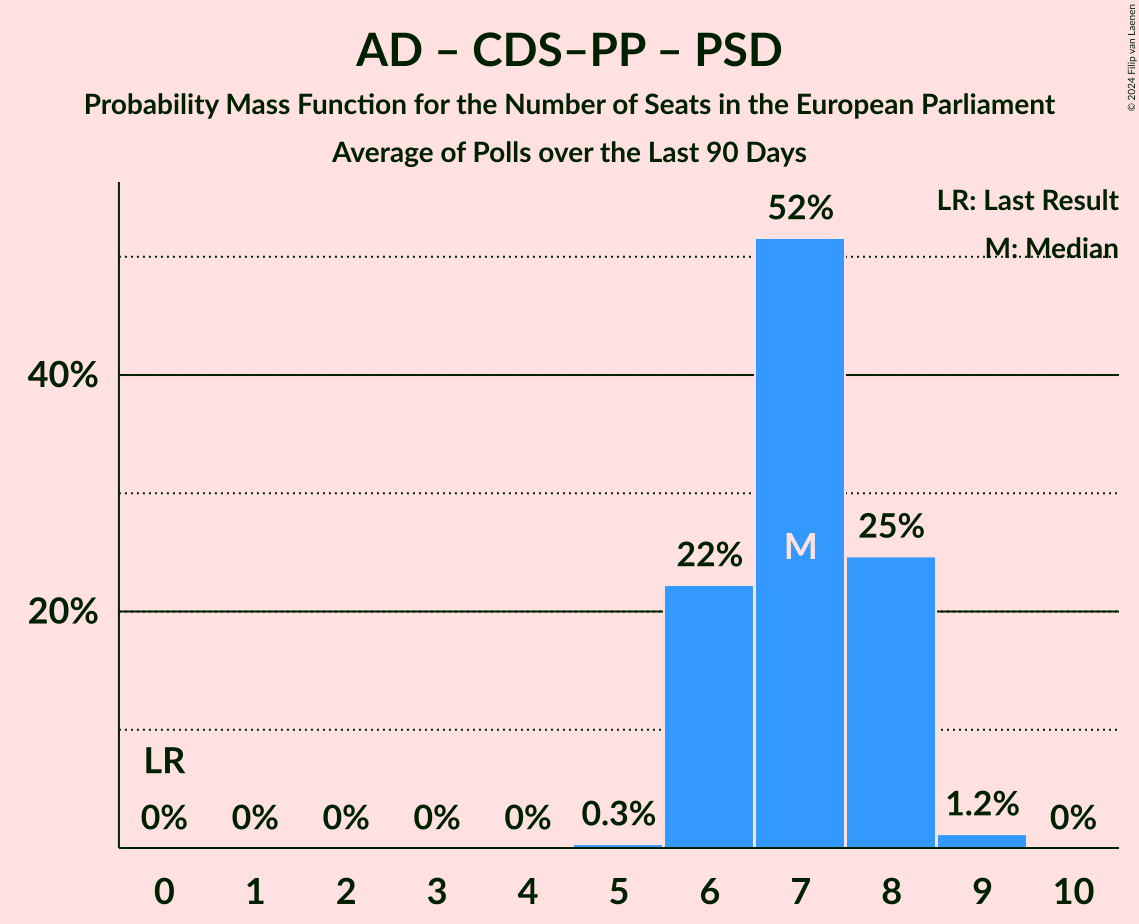 AD – CDS–PP – PSD
Probability Mass Function for the Number of Seats in the European Parliament
Average of Polls over the Last 90 Days
© 2024 Filip van Laenen
LR: Last Result
M: Median
52%
40%
25%
22%
M
20%
LR
0% 0% 0% 0% 0% 0.3% 1.2% 0%
0 1 2 3 4 5 6 7 8 9 10